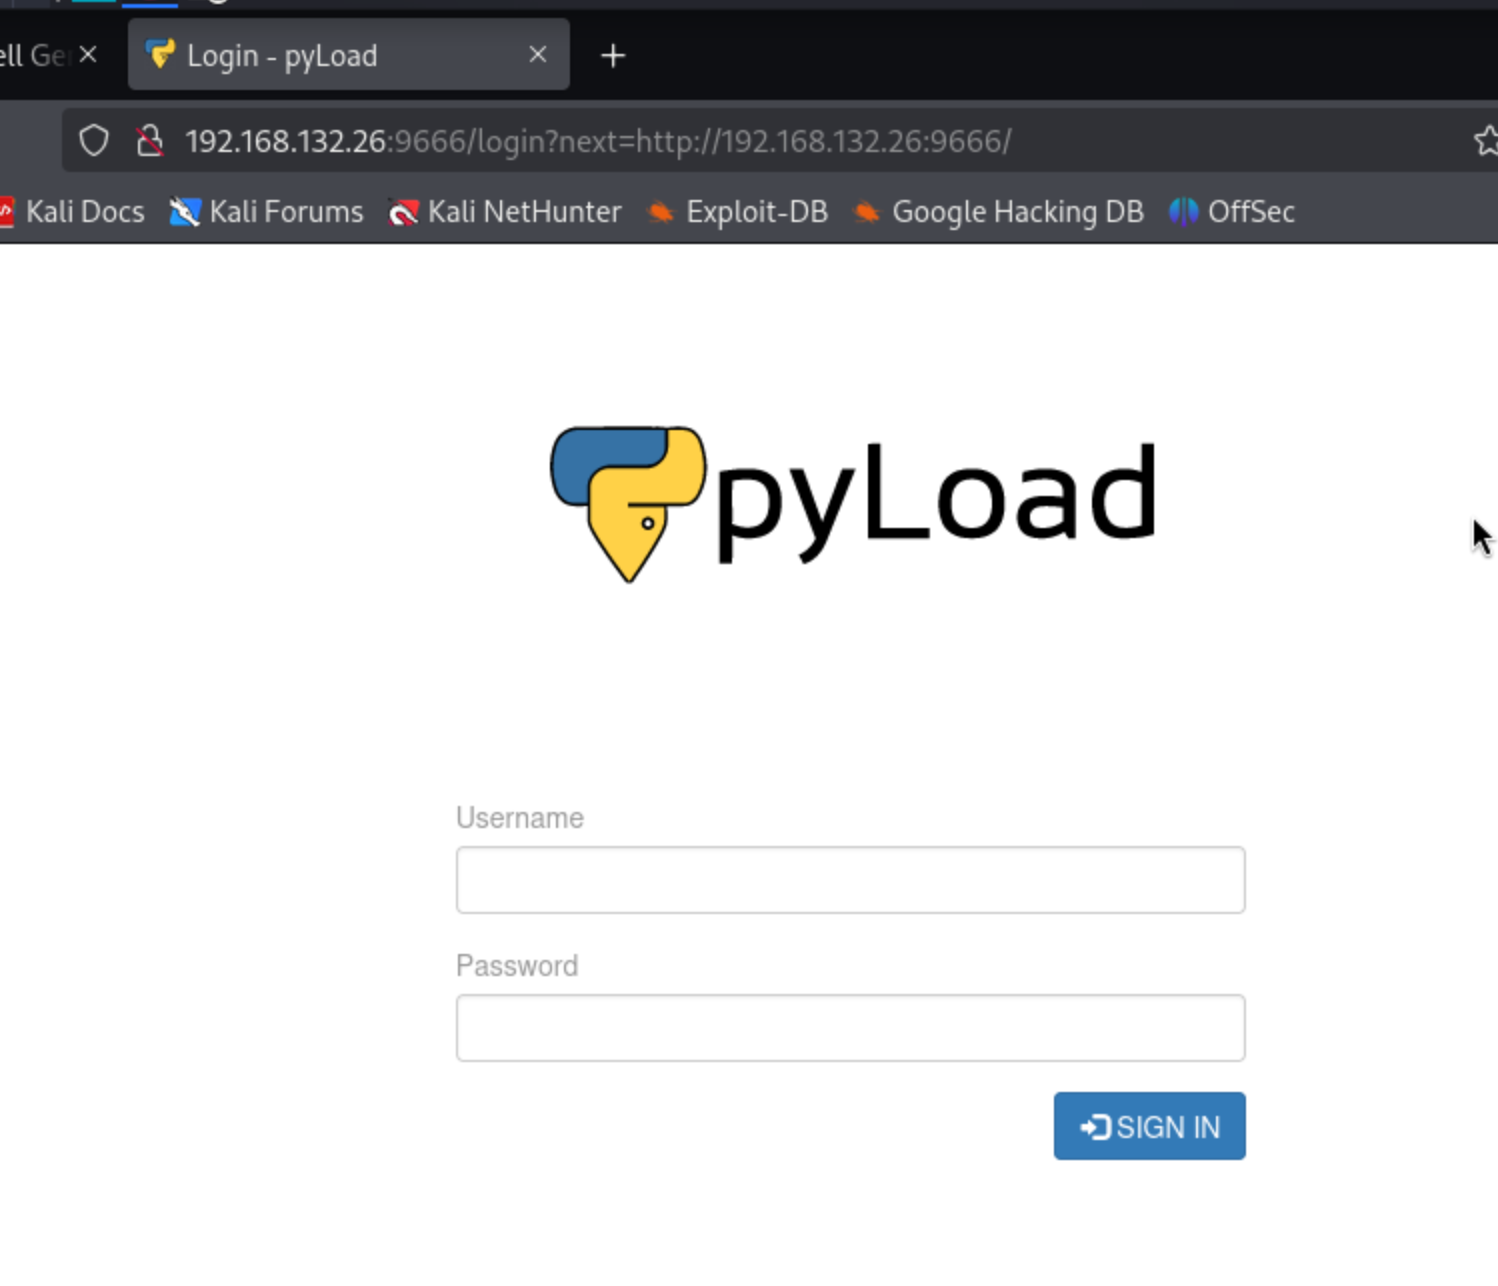 ell Ge
Login - pyLoad
192.168.132.26:9666/login?next=http://192.168.132.26:9666/
Kali Docs Kali Forums Kali NetHunter Exploit-DB Google Hacking DB OffSec
pyLoad
Username
Password
SIGN IN